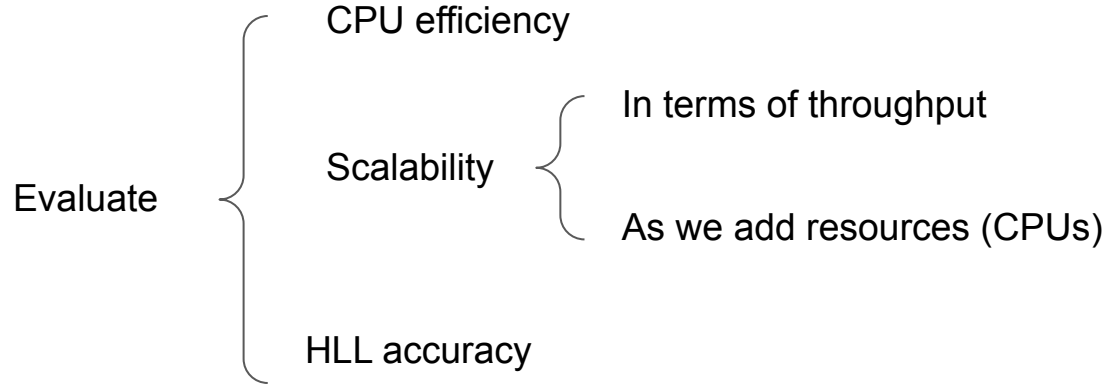 CPU efficiency
In terms of throughput
Scalability
Evaluate
As we add resources (CPUs)
HLL accuracy